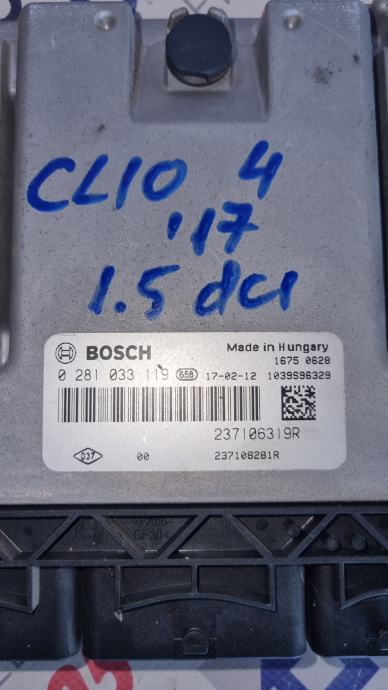 CLIO 4
'17
1.5 dCi
BOSCH Made in Hungary
1675 0628
0 281 033 119 658 17-02-12 1039S96329
237106319R
037 00 237108281R